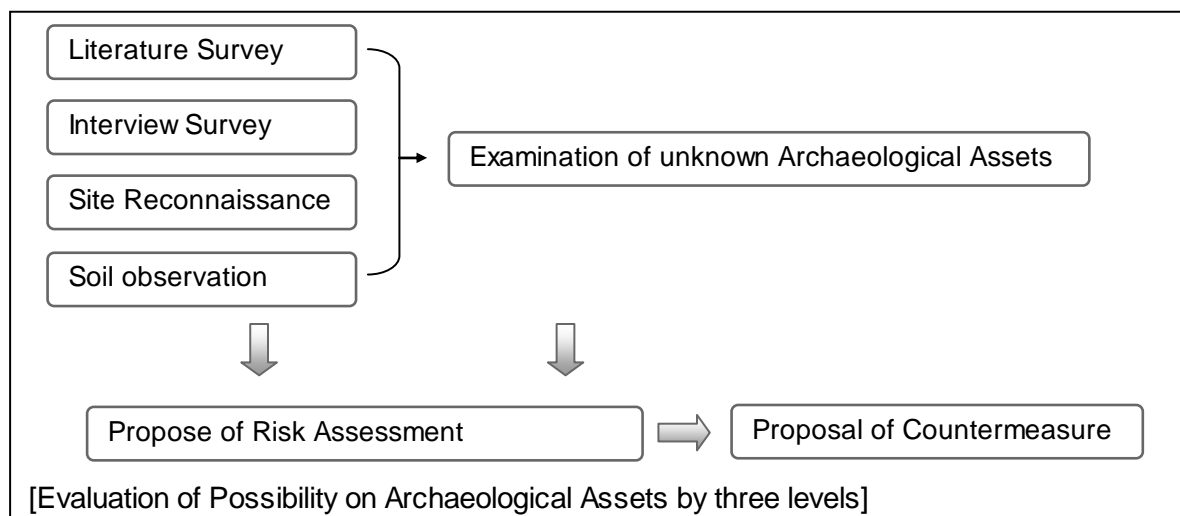 Literature Survey
Interview Survey
Examination of unknown Archaeological Assets
Site Reconnaissance
Soil observation
Propose of Risk Assessment
Proposal of Countermeasure
[Evaluation of Possibility on Archaeological Assets by three levels]